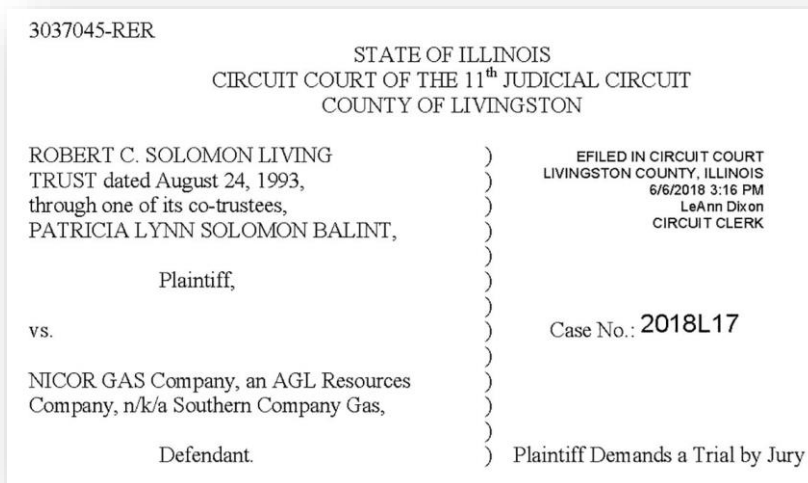 3037045-RER
STATE OF ILLINOIS
CIRCUIT COURT OF THE 11th JUDICIAL CIRCUIT
COUNTY OF LIVINGSTON
ROBERT C. SOLOMON LIVING
TRUST dated August 24, 1993,
through one of its co-trustees,
PATRICIA LYNN SOLOMON BALINT,
Plaintiff,
vs.
NICOR GAS Company, an AGL Resources
Company, n/k/a Southern Company Gas,
Defendant.
)
)
)
)
)
)
)
)
)
)
)
)
)
)
EFILED IN CIRCUIT COURT
LIVINGSTON COUNTY, ILLINOIS
6/6/2018 3:16 PM
LeAnn Dixon
CIRCUIT CLERK
Case No.: 2018L17
Plaintiff Demands a Trial by Jury